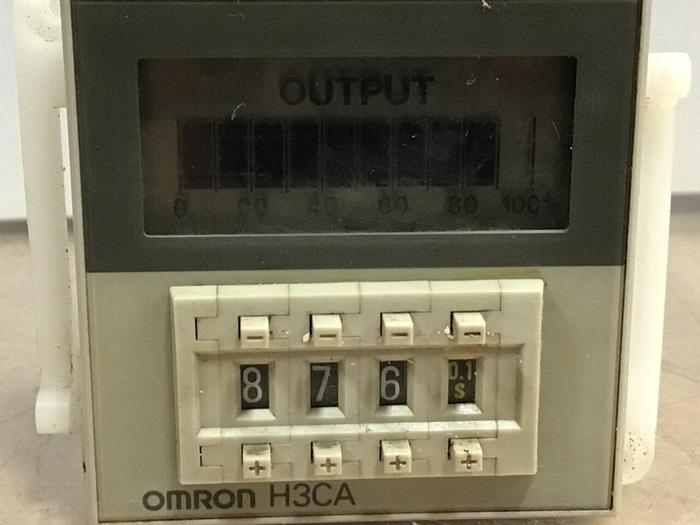 OUTPUT
0 20 40 60 80 100%
- - - -
8 7 6 0.1
s
+ + + +
OMRON H3CA